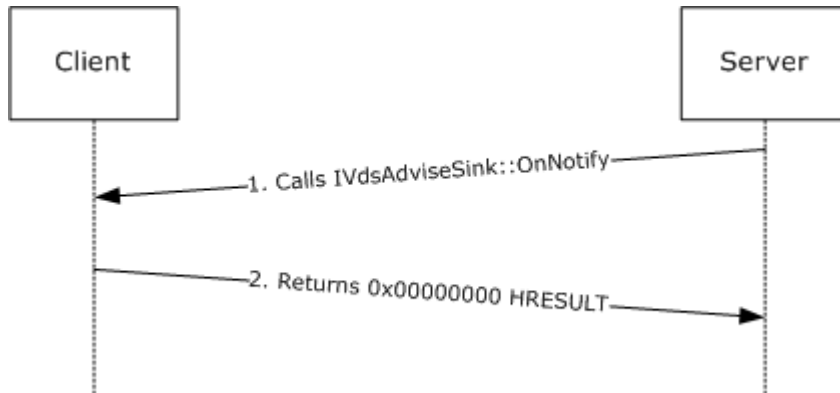 Client
Server
1. Calls IVdsAdviseSink::OnNotify
2. Returns 0x00000000 HRESULT